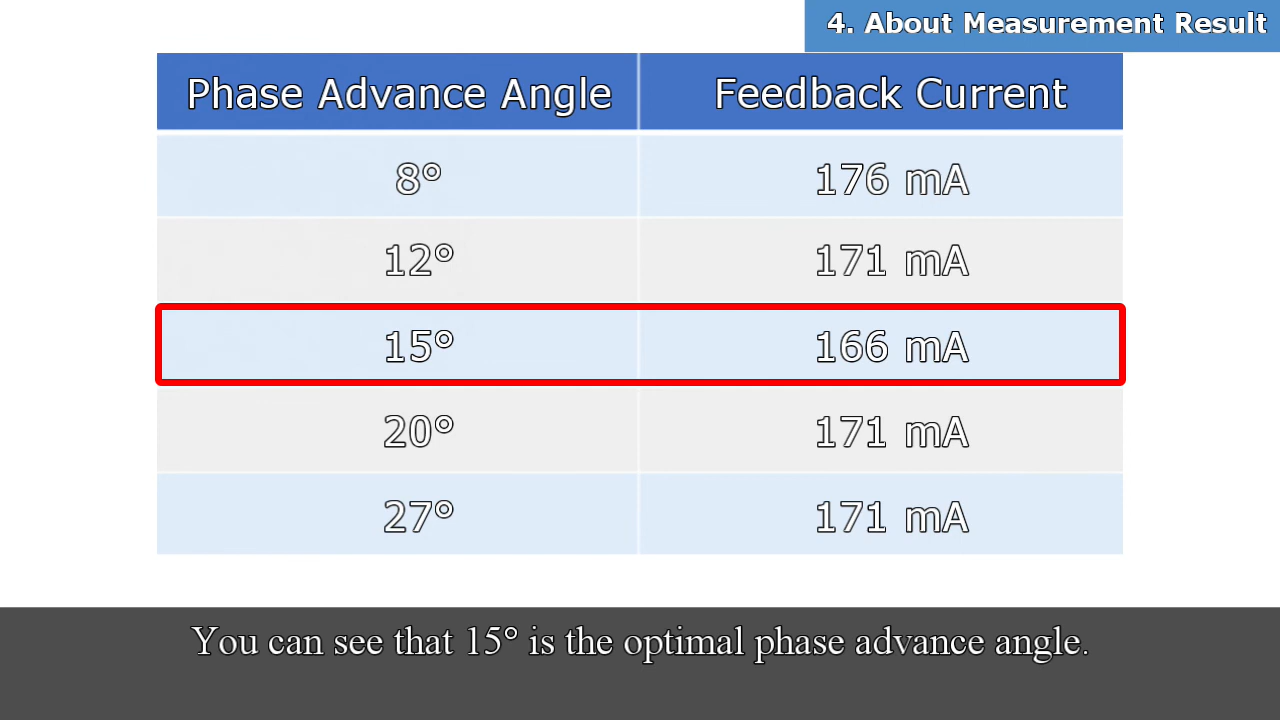 4. About Measurement Result
Phase Advance Angle Feedback Current
8° 176 mA
12° 171 mA
15° 166 mA
20° 171 mA
27° 171 mA
You can see that 15° is the optimal phase advance angle.